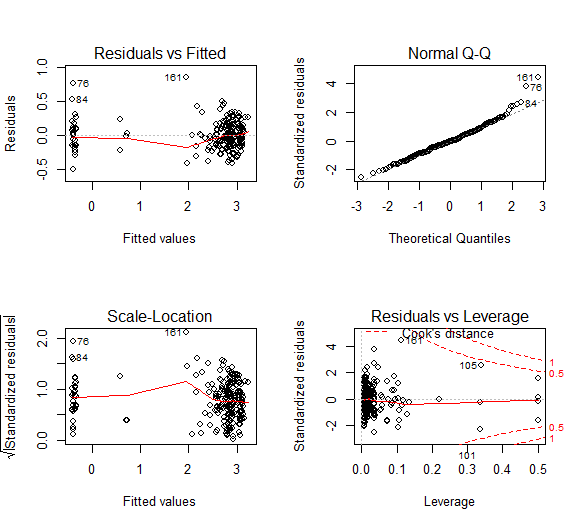 Residuals vs Fitted
Residuals
1.0
0.5
0.0
-0.5
76
84
161
0 1 2 3
Fitted values
Normal Q-Q
Standardized residuals
4
2
0
-2
161
76
84
-3 -2 -1 0 1 2 3
Theoretical Quantiles
Scale-Location
√|Standardized residuals|
2.0
1.0
0.0
76
84
161
0 1 2 3
Fitted values
Residuals vs Leverage
Standardized residuals
4
2
0
-2
Cook's distance
161
105
101
1
0.5
0.5
1
0.0 0.1 0.2 0.3 0.4 0.5
Leverage